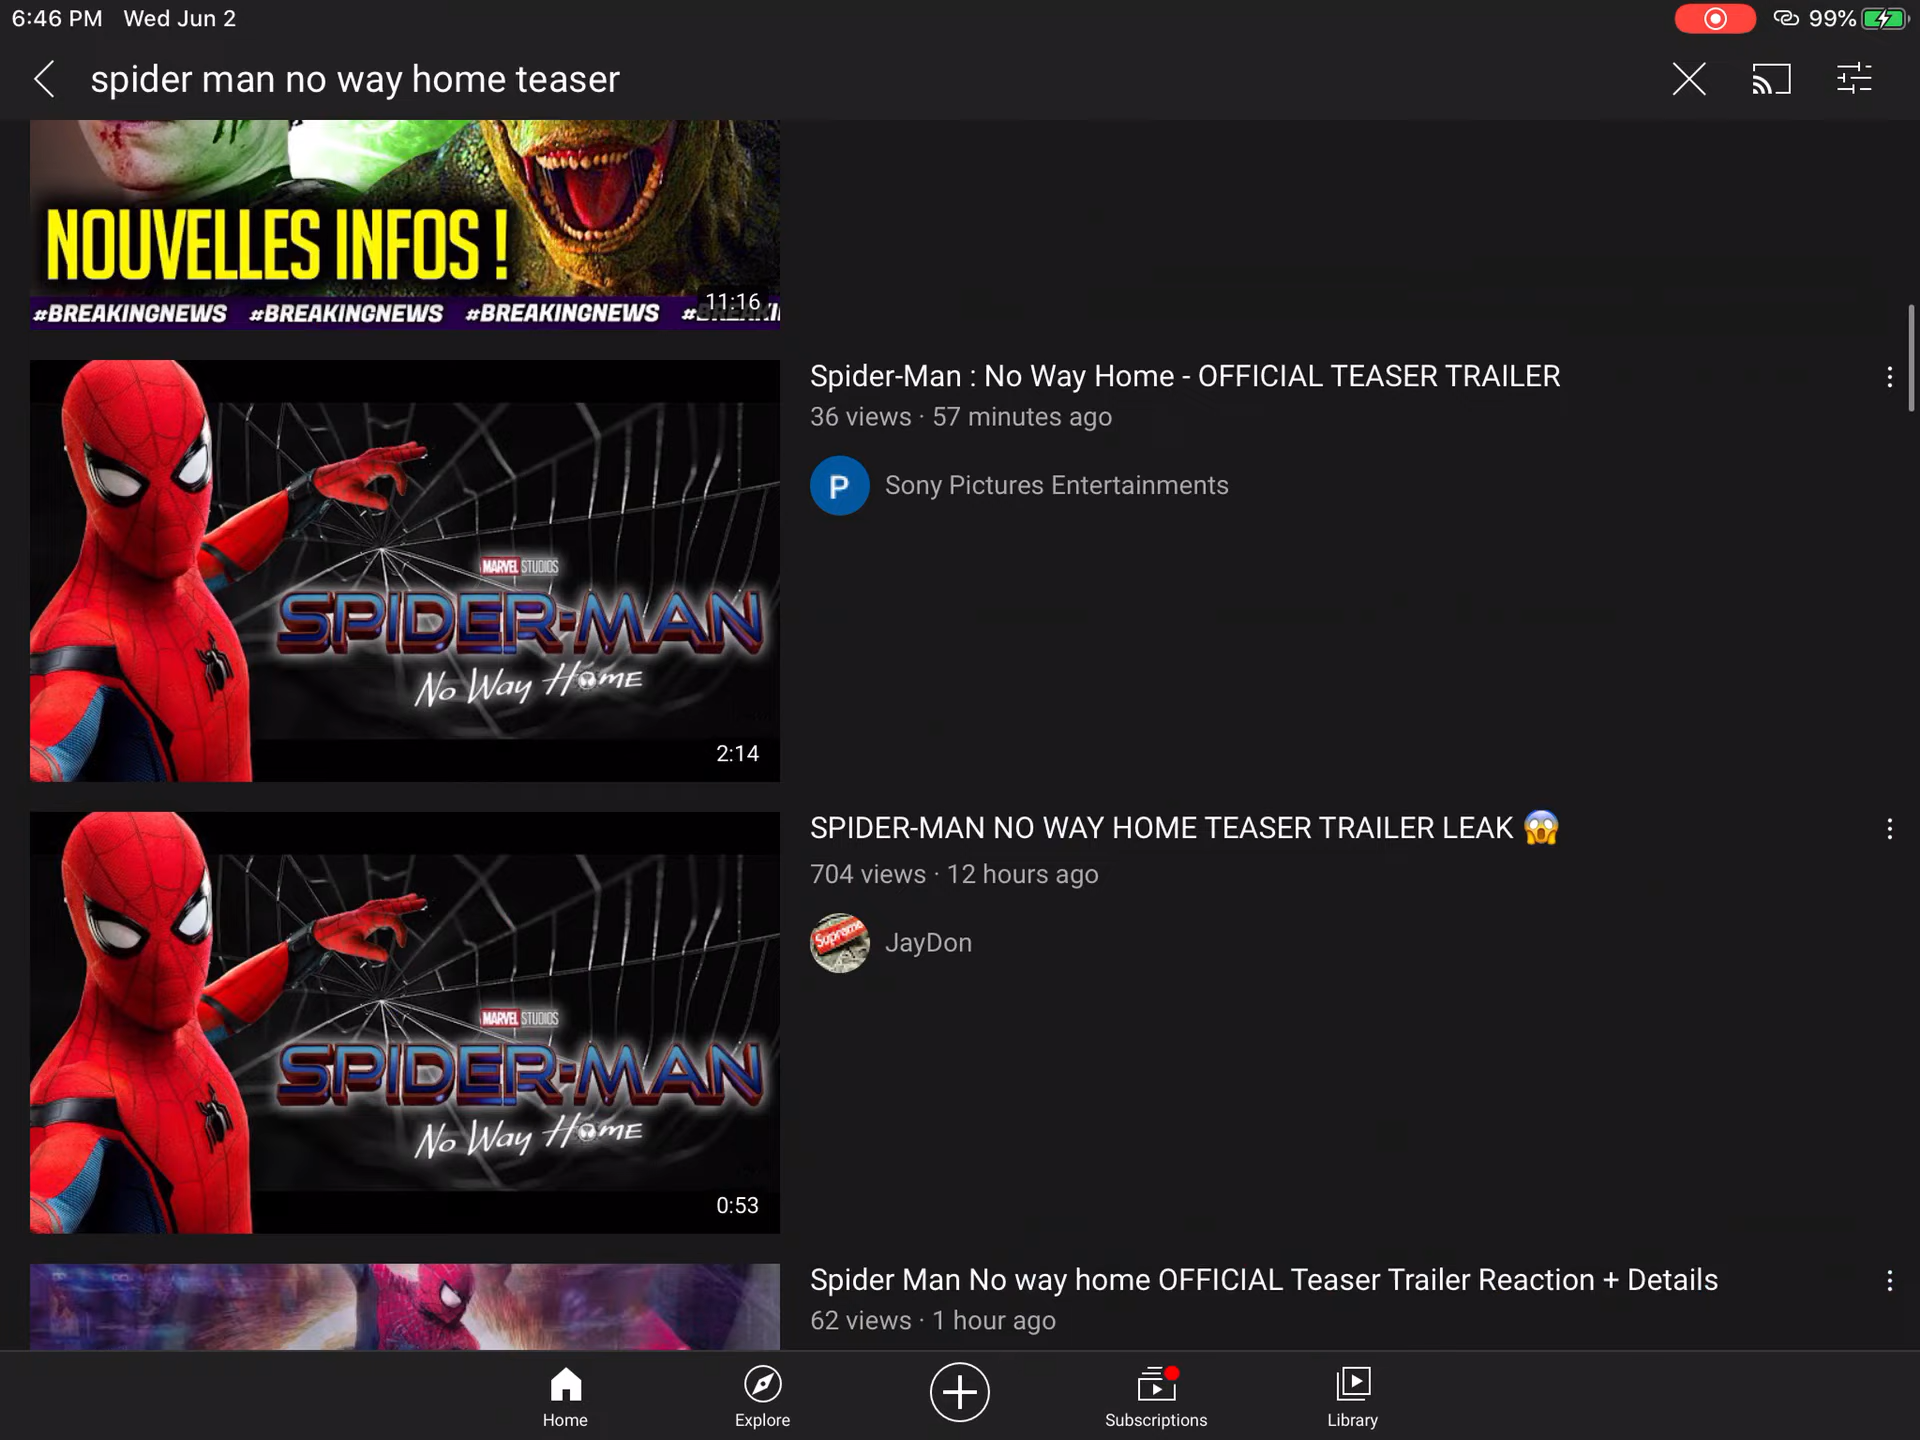 6:46 PM Wed Jun 2
99%
spider man no way home teaser
NOUVELLES INFOS !
11:16
#BREAKINGNEWS #BREAKINGNEWS #BREAKINGNEWS
Spider-Man : No Way Home - OFFICIAL TEASER TRAILER
36 views · 57 minutes ago
P
Sony Pictures Entertainments
MARVEL STUDIOS
SPIDER-MAN
No Way Home
2:14
SPIDER-MAN NO WAY HOME TEASER TRAILER LEAK 😱
704 views · 12 hours ago
Supreme
JayDon
MARVEL STUDIOS
SPIDER-MAN
No Way Home
0:53
Spider Man No way home OFFICIAL Teaser Trailer Reaction + Details
62 views · 1 hour ago
Home
Explore
Subscriptions
Library